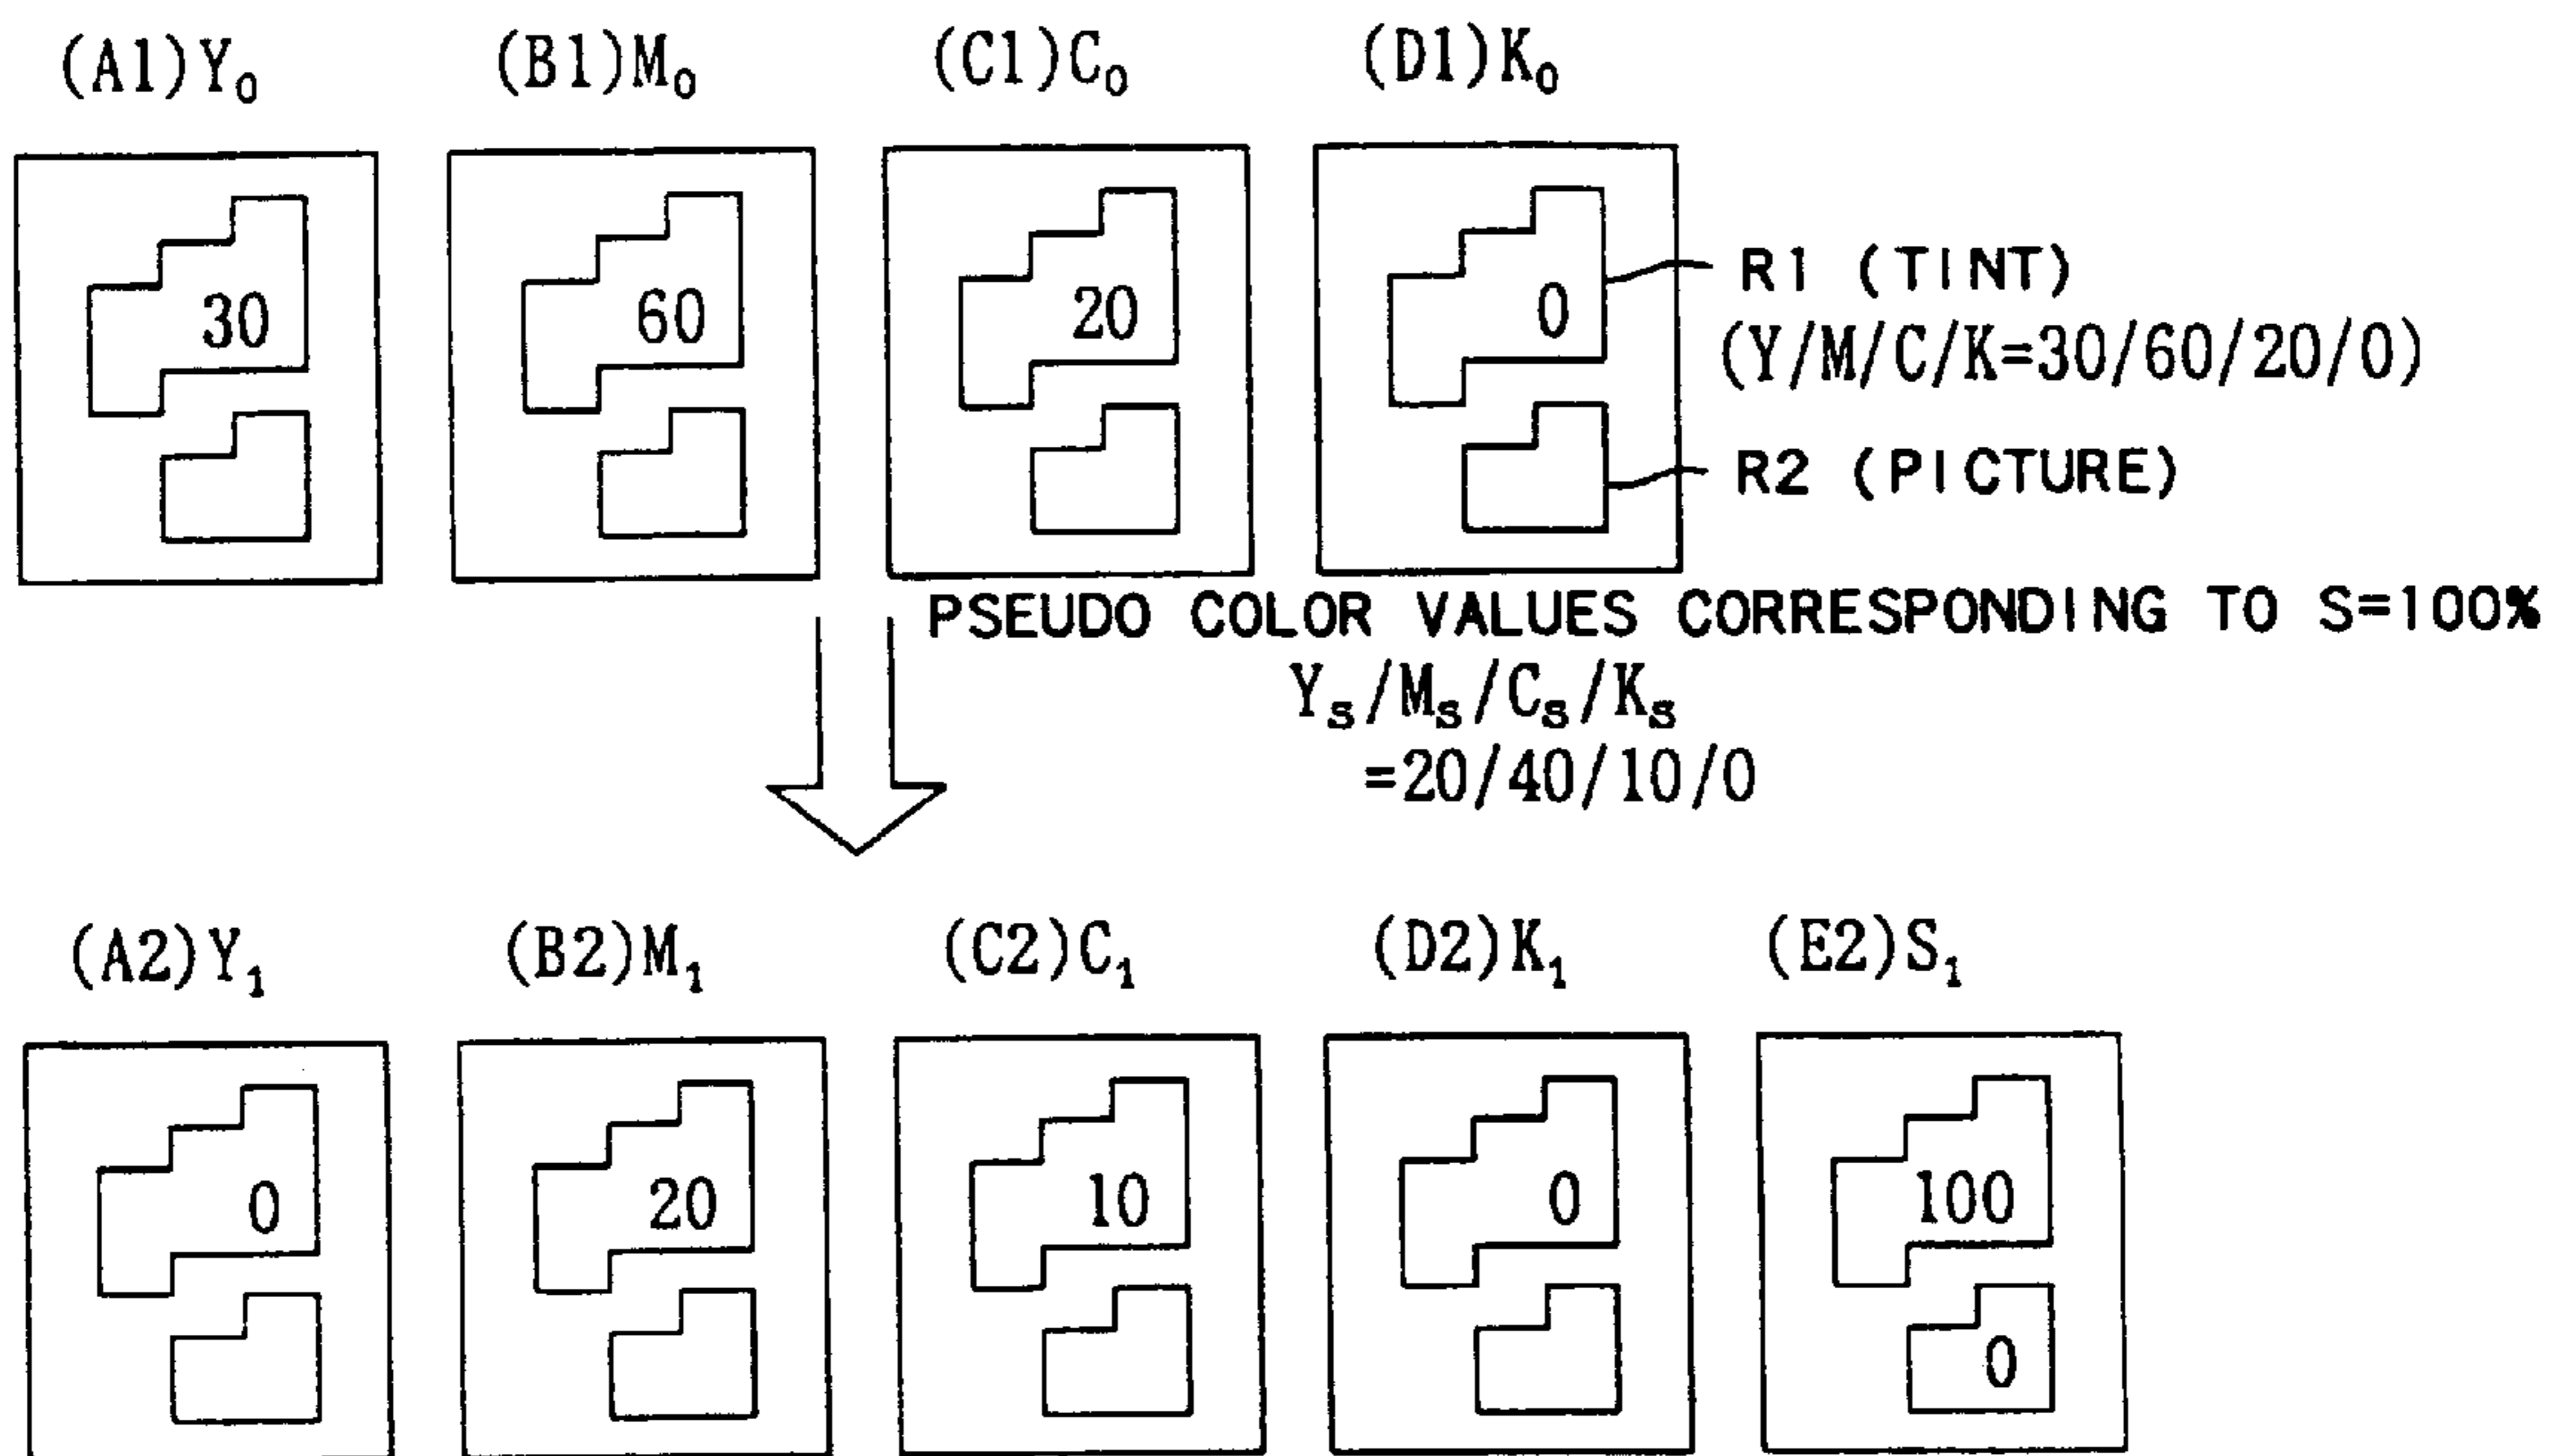 (A1)Y₀ (B1)M₀ (C1)C₀ (D1)K₀
30 60 20 0
R1 (TINT)
(Y/M/C/K=30/60/20/0)
R2 (PICTURE)
PSEUDO COLOR VALUES CORRESPONDING TO S=100%
Yₛ/Mₛ/Cₛ/Kₛ
=20/40/10/0
(A2)Y₁ (B2)M₁ (C2)C₁ (D2)K₁ (E2)S₁
0 20 10 0 100
0